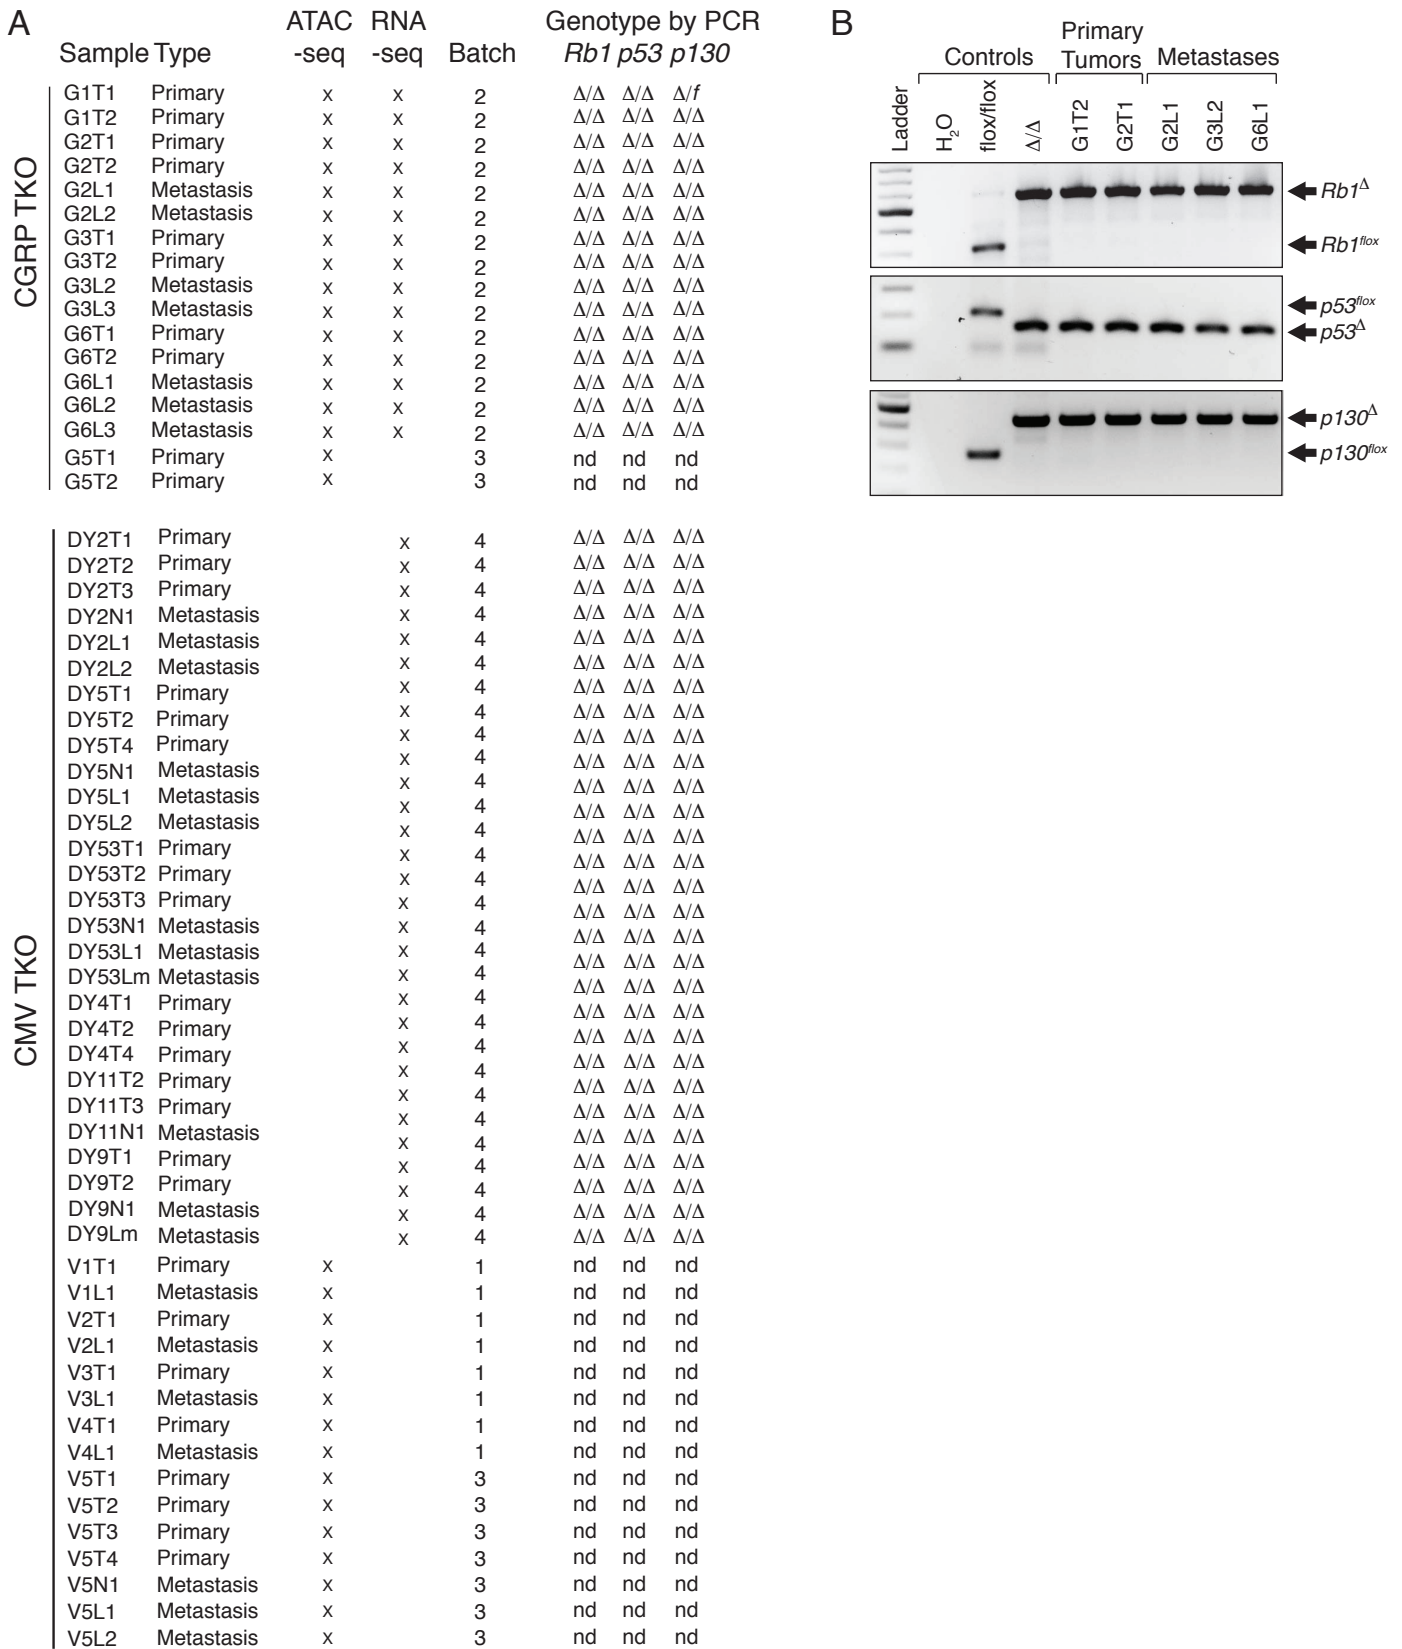 A
ATAC RNA Genotype by PCR
Sample Type -seq -seq Batch Rb1 p53 p130
CGRP TKO
G1T1 Primary x x 2 Δ/Δ Δ/Δ Δ/f
G1T2 Primary x x 2 Δ/Δ Δ/Δ Δ/Δ
G2T1 Primary x x 2 Δ/Δ Δ/Δ Δ/Δ
G2T2 Primary x x 2 Δ/Δ Δ/Δ Δ/Δ
G2L1 Metastasis x x 2 Δ/Δ Δ/Δ Δ/Δ
G2L2 Metastasis x x 2 Δ/Δ Δ/Δ Δ/Δ
G3T1 Primary x x 2 Δ/Δ Δ/Δ Δ/Δ
G3T2 Primary x x 2 Δ/Δ Δ/Δ Δ/Δ
G3L2 Metastasis x x 2 Δ/Δ Δ/Δ Δ/Δ
G3L3 Metastasis x x 2 Δ/Δ Δ/Δ Δ/Δ
G6T1 Primary x x 2 Δ/Δ Δ/Δ Δ/Δ
G6T2 Primary x x 2 Δ/Δ Δ/Δ Δ/Δ
G6L1 Metastasis x x 2 Δ/Δ Δ/Δ Δ/Δ
G6L2 Metastasis x x 2 Δ/Δ Δ/Δ Δ/Δ
G6L3 Metastasis x x 2 Δ/Δ Δ/Δ Δ/Δ
G5T1 Primary x 3 nd nd nd
G5T2 Primary x 3 nd nd nd
CMV TKO
DY2T1 Primary x 4 Δ/Δ Δ/Δ Δ/Δ
DY2T2 Primary x 4 Δ/Δ Δ/Δ Δ/Δ
DY2T3 Primary x 4 Δ/Δ Δ/Δ Δ/Δ
DY2N1 Metastasis x 4 Δ/Δ Δ/Δ Δ/Δ
DY2L1 Metastasis x 4 Δ/Δ Δ/Δ Δ/Δ
DY2L2 Metastasis x 4 Δ/Δ Δ/Δ Δ/Δ
DY5T1 Primary x 4 Δ/Δ Δ/Δ Δ/Δ
DY5T2 Primary x 4 Δ/Δ Δ/Δ Δ/Δ
DY5T4 Primary x 4 Δ/Δ Δ/Δ Δ/Δ
DY5N1 Metastasis x 4 Δ/Δ Δ/Δ Δ/Δ
DY5L1 Metastasis x 4 Δ/Δ Δ/Δ Δ/Δ
DY5L2 Metastasis x 4 Δ/Δ Δ/Δ Δ/Δ
DY53T1 Primary x 4 Δ/Δ Δ/Δ Δ/Δ
DY53T2 Primary x 4 Δ/Δ Δ/Δ Δ/Δ
DY53T3 Primary x 4 Δ/Δ Δ/Δ Δ/Δ
DY53N1 Metastasis x 4 Δ/Δ Δ/Δ Δ/Δ
DY53L1 Metastasis x 4 Δ/Δ Δ/Δ Δ/Δ
DY53Lm Metastasis x 4 Δ/Δ Δ/Δ Δ/Δ
DY4T1 Primary x 4 Δ/Δ Δ/Δ Δ/Δ
DY4T2 Primary x 4 Δ/Δ Δ/Δ Δ/Δ
DY4T4 Primary x 4 Δ/Δ Δ/Δ Δ/Δ
DY11T2 Primary x 4 Δ/Δ Δ/Δ Δ/Δ
DY11T3 Primary x 4 Δ/Δ Δ/Δ Δ/Δ
DY11N1 Metastasis x 4 Δ/Δ Δ/Δ Δ/Δ
DY9T1 Primary x 4 Δ/Δ Δ/Δ Δ/Δ
DY9T2 Primary x 4 Δ/Δ Δ/Δ Δ/Δ
DY9N1 Metastasis x 4 Δ/Δ Δ/Δ Δ/Δ
DY9Lm Metastasis x 4 Δ/Δ Δ/Δ Δ/Δ
V1T1 Primary x 1 nd nd nd
V1L1 Metastasis x 1 nd nd nd
V2T1 Primary x 1 nd nd nd
V2L1 Metastasis x 1 nd nd nd
V3T1 Primary x 1 nd nd nd
V3L1 Metastasis x 1 nd nd nd
V4T1 Primary x 1 nd nd nd
V4L1 Metastasis x 1 nd nd nd
V5T1 Primary x 3 nd nd nd
V5T2 Primary x 3 nd nd nd
V5T3 Primary x 3 nd nd nd
V5T4 Primary x 3 nd nd nd
V5N1 Metastasis x 3 nd nd nd
V5L1 Metastasis x 3 nd nd nd
V5L2 Metastasis x 3 nd nd nd
B
Primary
Controls Tumors Metastases
Ladder H₂O flox/flox Δ/Δ G1T2 G2T1 G2L1 G3L2 G6L1
Rb1^Δ
Rb1^flox
p53^flox
p53^Δ
p130^Δ
p130^flox